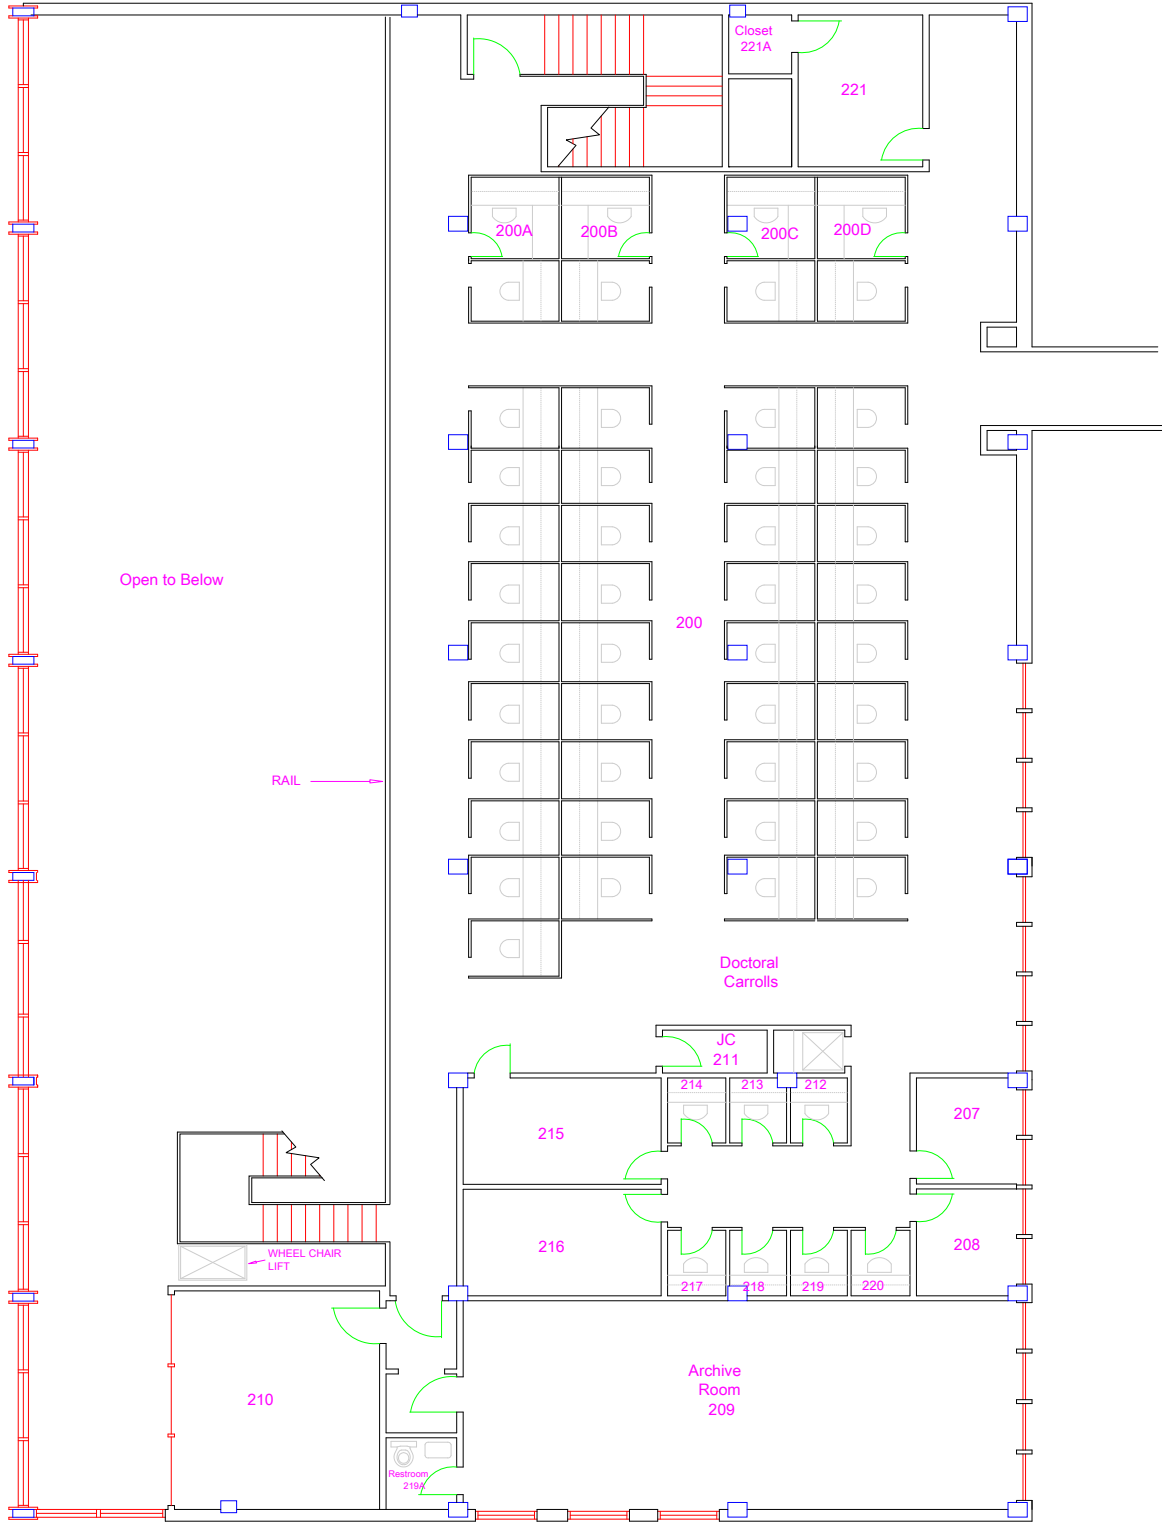 Closet
221A
221
200A
200B
200C
200D
Open to Below
200
RAIL
Doctoral
Carrolls
JC
211
214
213
212
207
215
216
208
WHEEL CHAIR
LIFT
217
218
219
220
Archive
Room
209
210
Restroom
219A